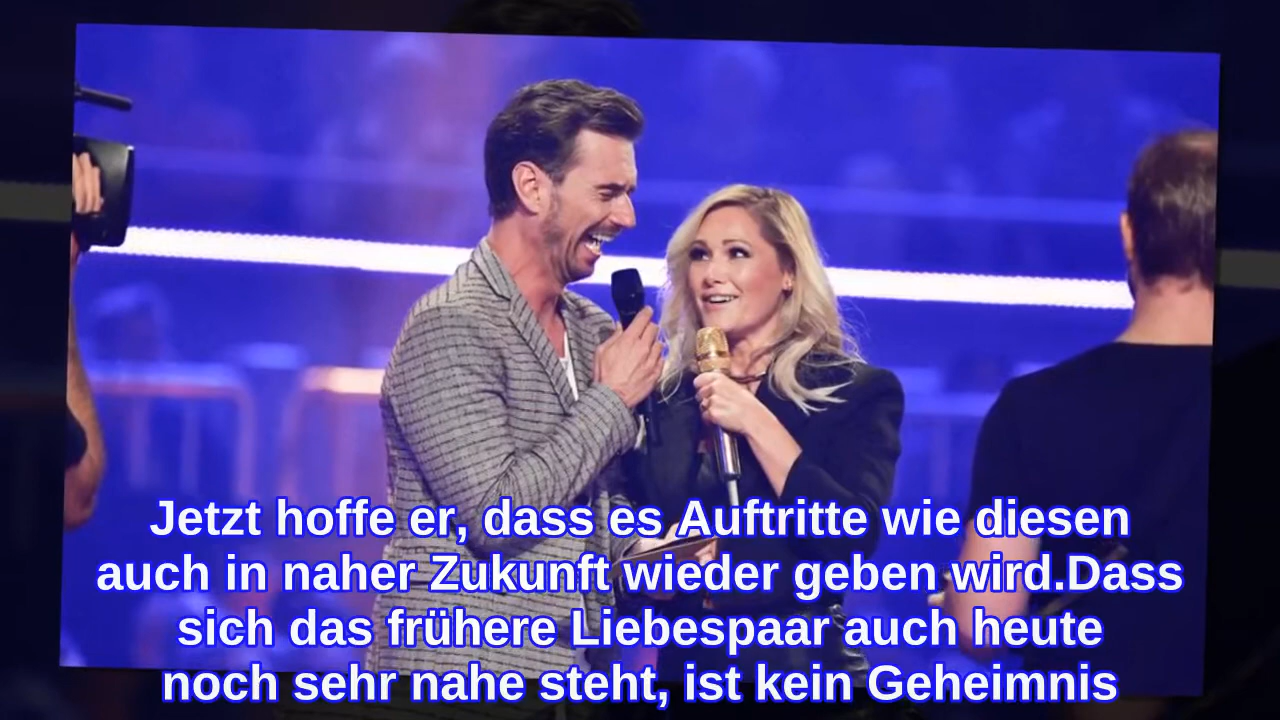 Jetzt hoffe er, dass es Auftritte wie diesen
auch in naher Zukunft wieder geben wird.Dass
sich das frühere Liebespaar auch heute
noch sehr nahe steht, ist kein Geheimnis